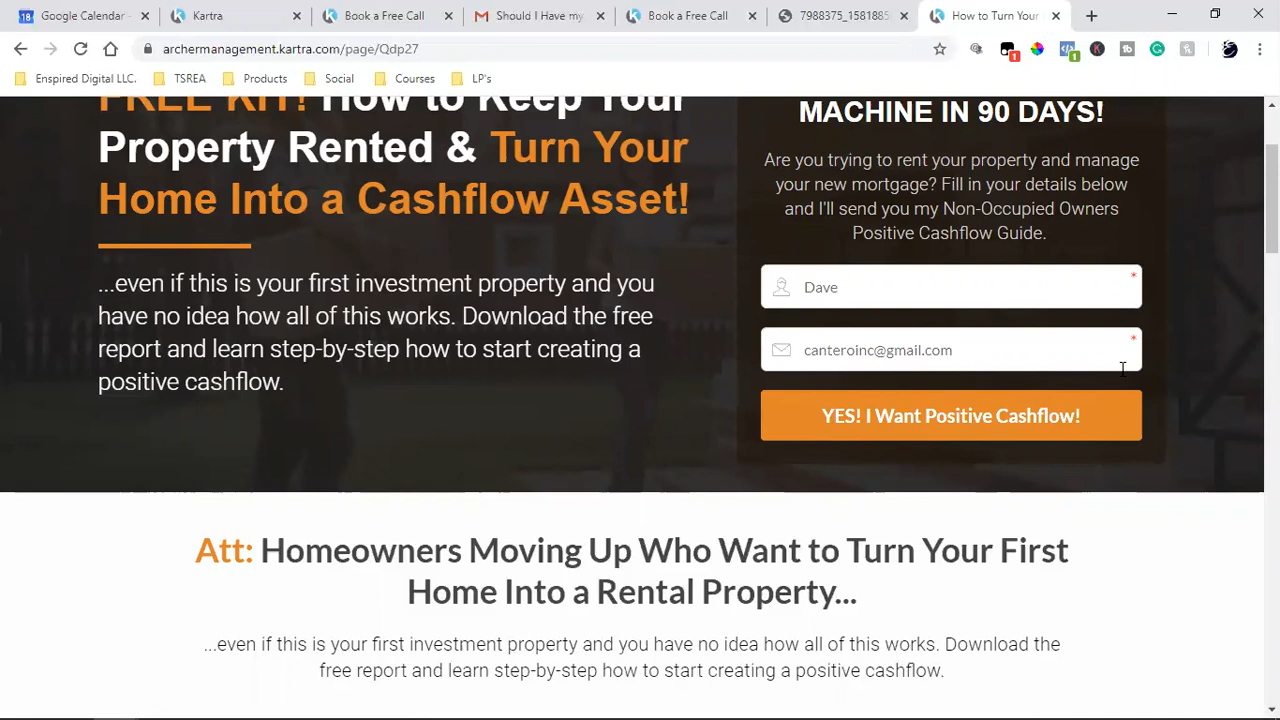 18 Google Calendar -
Kartra
Book a Free Call
Should I Have my
Book a Free Call
7988375_1581885
How to Turn Your
archermanagement.kartra.com/page/Qdp27
1
1
Enspired Digital LLC.
TSREA
Products
Social
Courses
LP's
FREE KIT! How to Keep Your
Property Rented & Turn Your
Home Into a Cashflow Asset!
...even if this is your first investment property and you
have no idea how all of this works. Download the free
report and learn step-by-step how to start creating a
positive cashflow.
MACHINE IN 90 DAYS!
Are you trying to rent your property and manage
your new mortgage? Fill in your details below
and I'll send you my Non-Occupied Owners
Positive Cashflow Guide.
Dave *
canteroinc@gmail.com *
YES! I Want Positive Cashflow!
Att: Homeowners Moving Up Who Want to Turn Your First
Home Into a Rental Property...
...even if this is your first investment property and you have no idea how all of this works. Download the
free report and learn step-by-step how to start creating a positive cashflow.